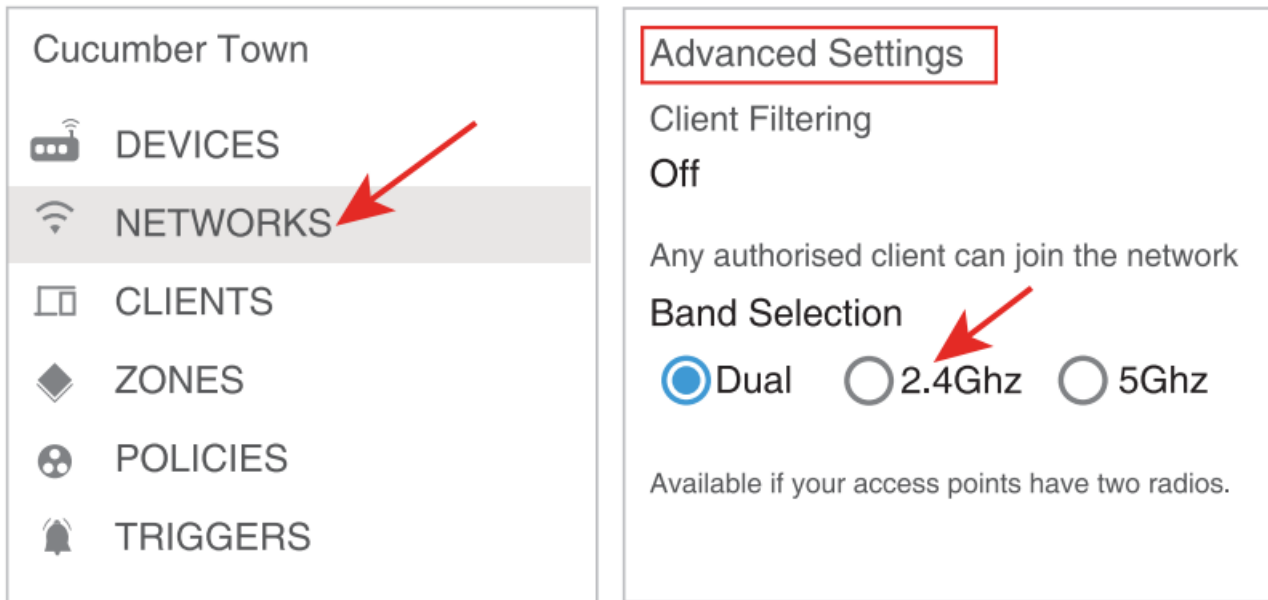 Cucumber Town
DEVICES
NETWORKS
CLIENTS
ZONES
POLICIES
TRIGGERS
Advanced Settings
Client Filtering
Off
Any authorised client can join the network
Band Selection
Dual 2.4Ghz 5Ghz
Available if your access points have two radios.